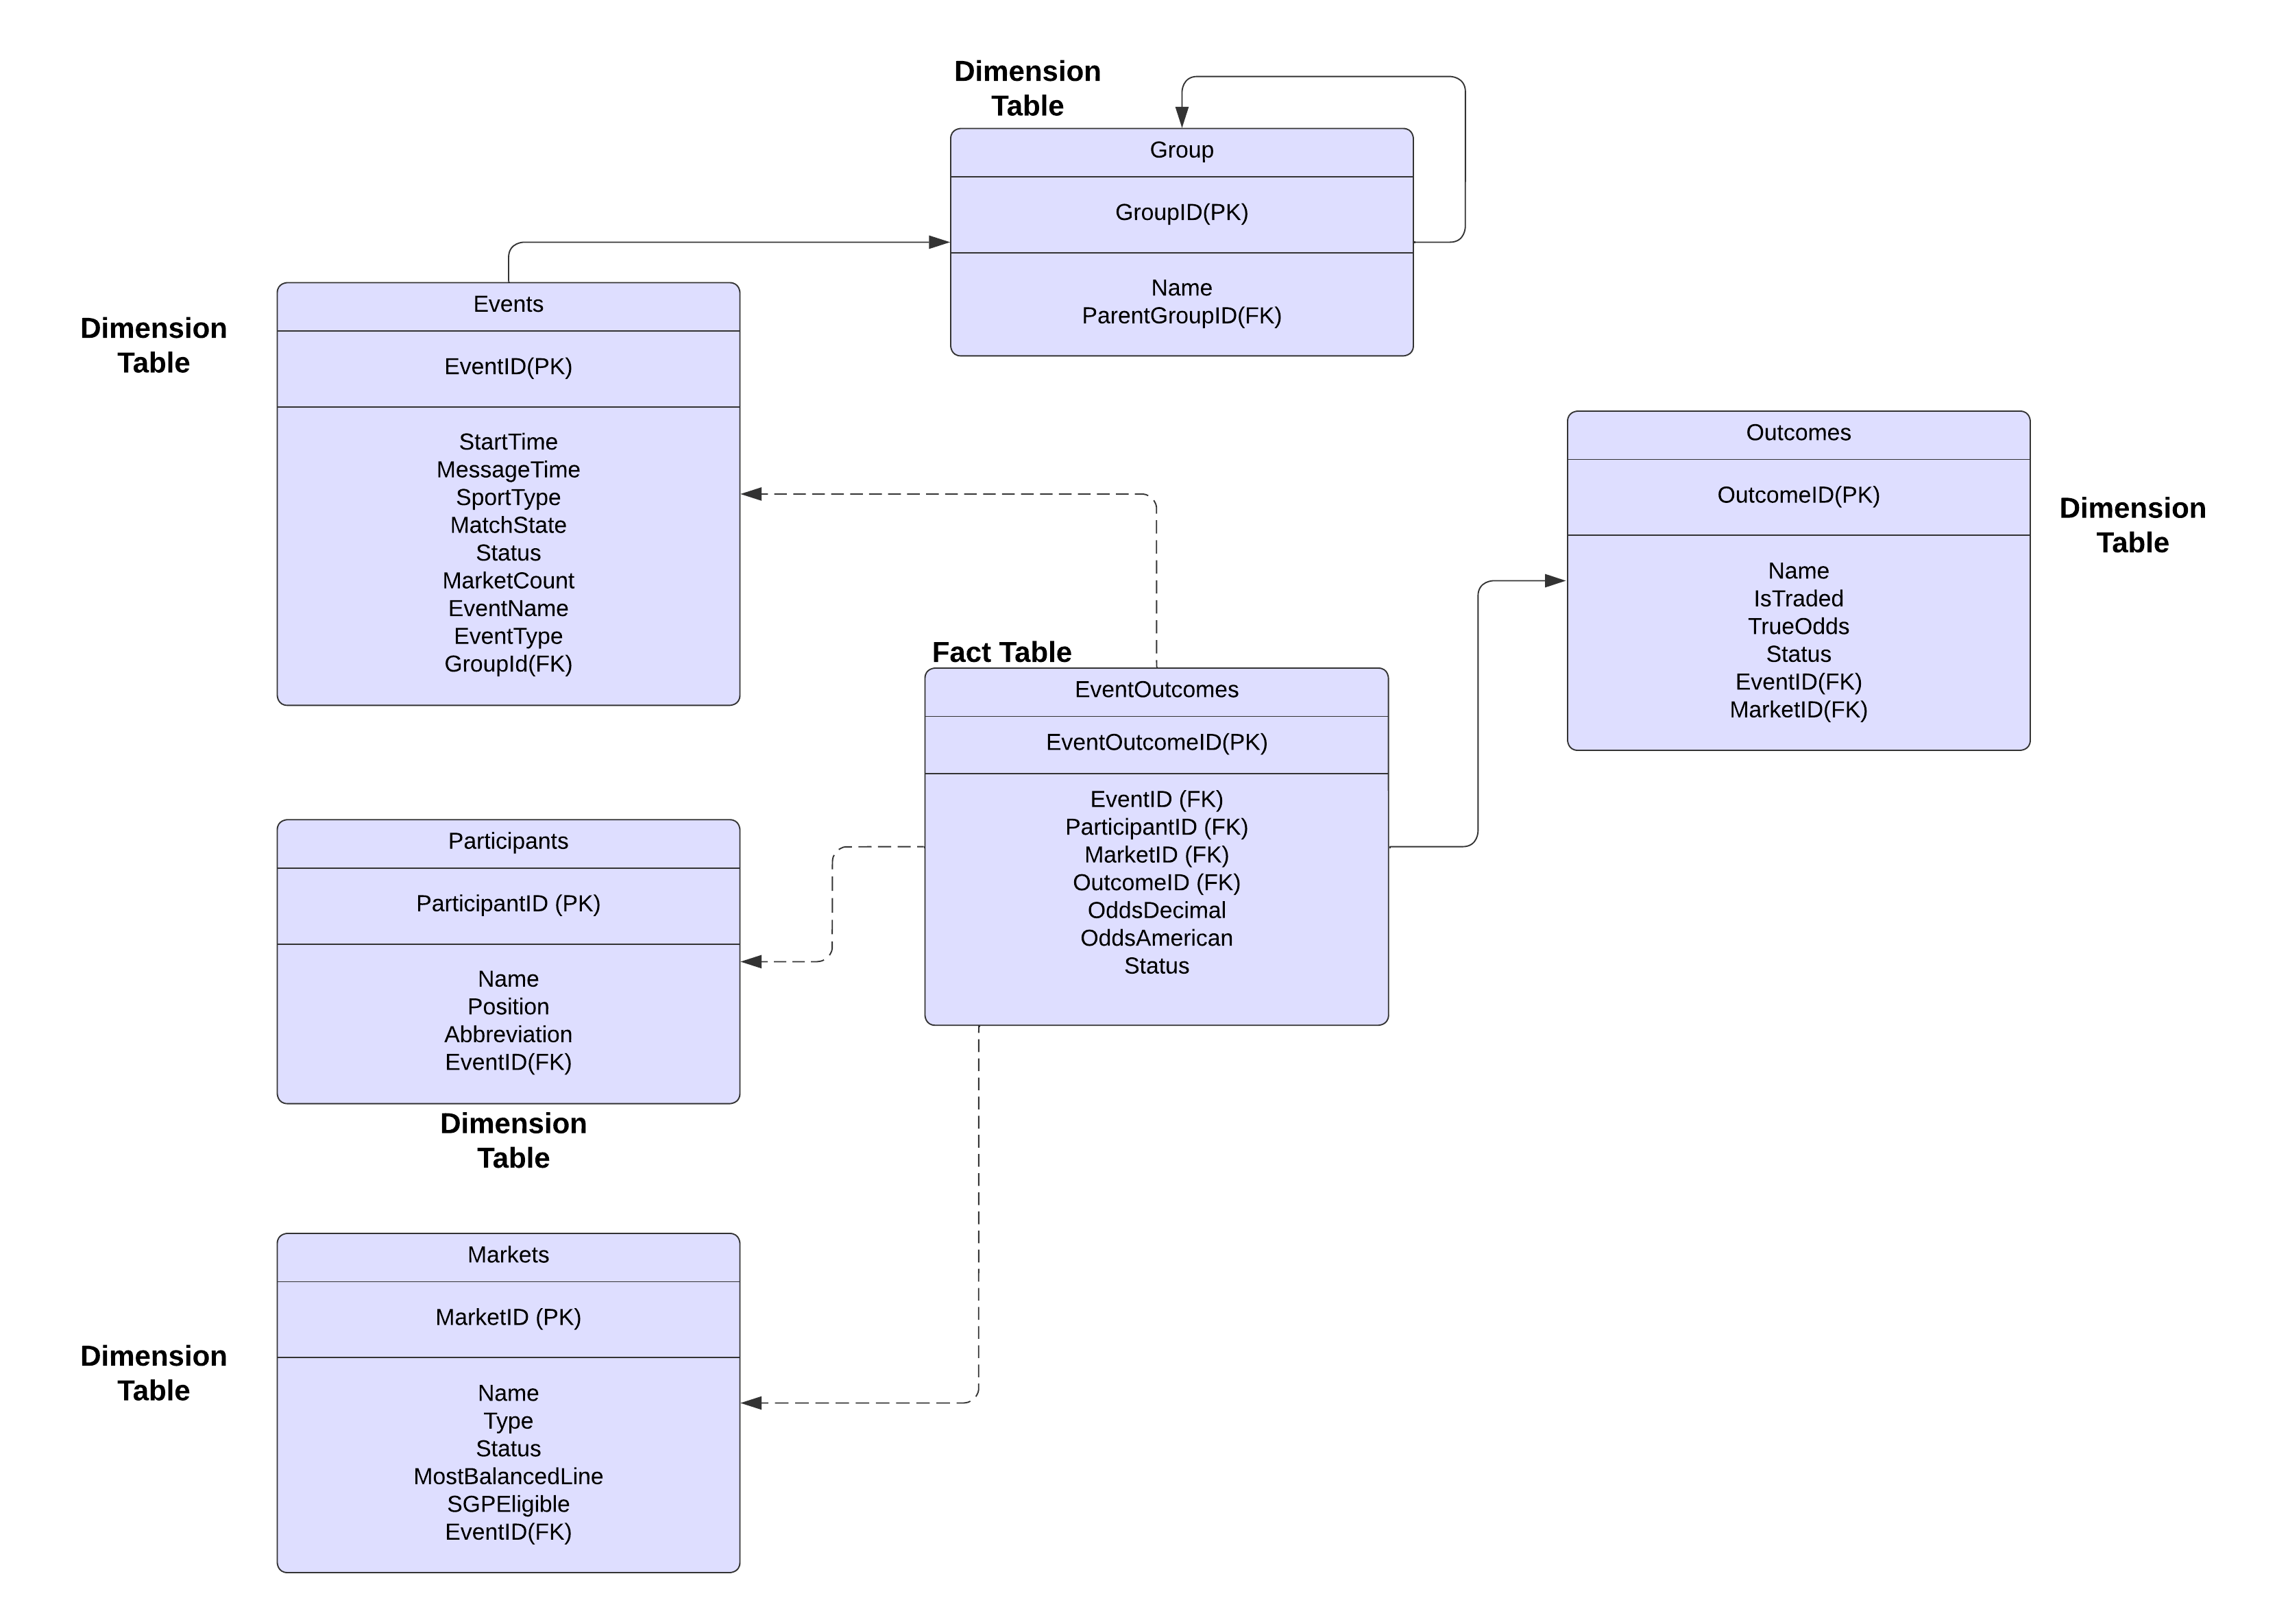 Dimension
Table
Group
GroupID(PK)
Name
ParentGroupID(FK)
Dimension
Table
Events
EventID(PK)
StartTime
MessageTime
SportType
MatchState
Status
MarketCount
EventName
EventType
GroupId(FK)
Outcomes
OutcomeID(PK)
Name
IsTraded
TrueOdds
Status
EventID(FK)
MarketID(FK)
Dimension
Table
Fact Table
EventOutcomes
EventOutcomeID(PK)
EventID (FK)
ParticipantID (FK)
MarketID (FK)
OutcomeID (FK)
OddsDecimal
OddsAmerican
Status
Participants
ParticipantID (PK)
Name
Position
Abbreviation
EventID(FK)
Dimension
Table
Dimension
Table
Markets
MarketID (PK)
Name
Type
Status
MostBalancedLine
SGPEligible
EventID(FK)